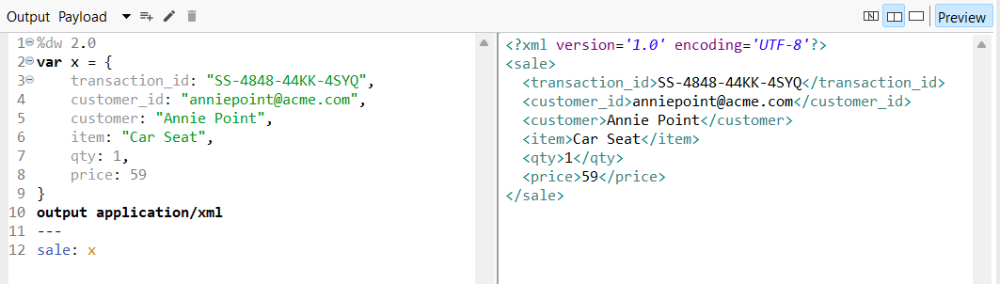 Output Payload
Preview
1 %dw 2.0
2 var x = {
3     transaction_id: "SS-4848-44KK-4SYQ",
4     customer_id: "anniepoint@acme.com",
5     customer: "Annie Point",
6     item: "Car Seat",
7     qty: 1,
8     price: 59
9 }
10 output application/xml
11 ---
12 sale: x
<?xml version='1.0' encoding='UTF-8'?>
<sale>
  <transaction_id>SS-4848-44KK-4SYQ</transaction_id>
  <customer_id>anniepoint@acme.com</customer_id>
  <customer>Annie Point</customer>
  <item>Car Seat</item>
  <qty>1</qty>
  <price>59</price>
</sale>